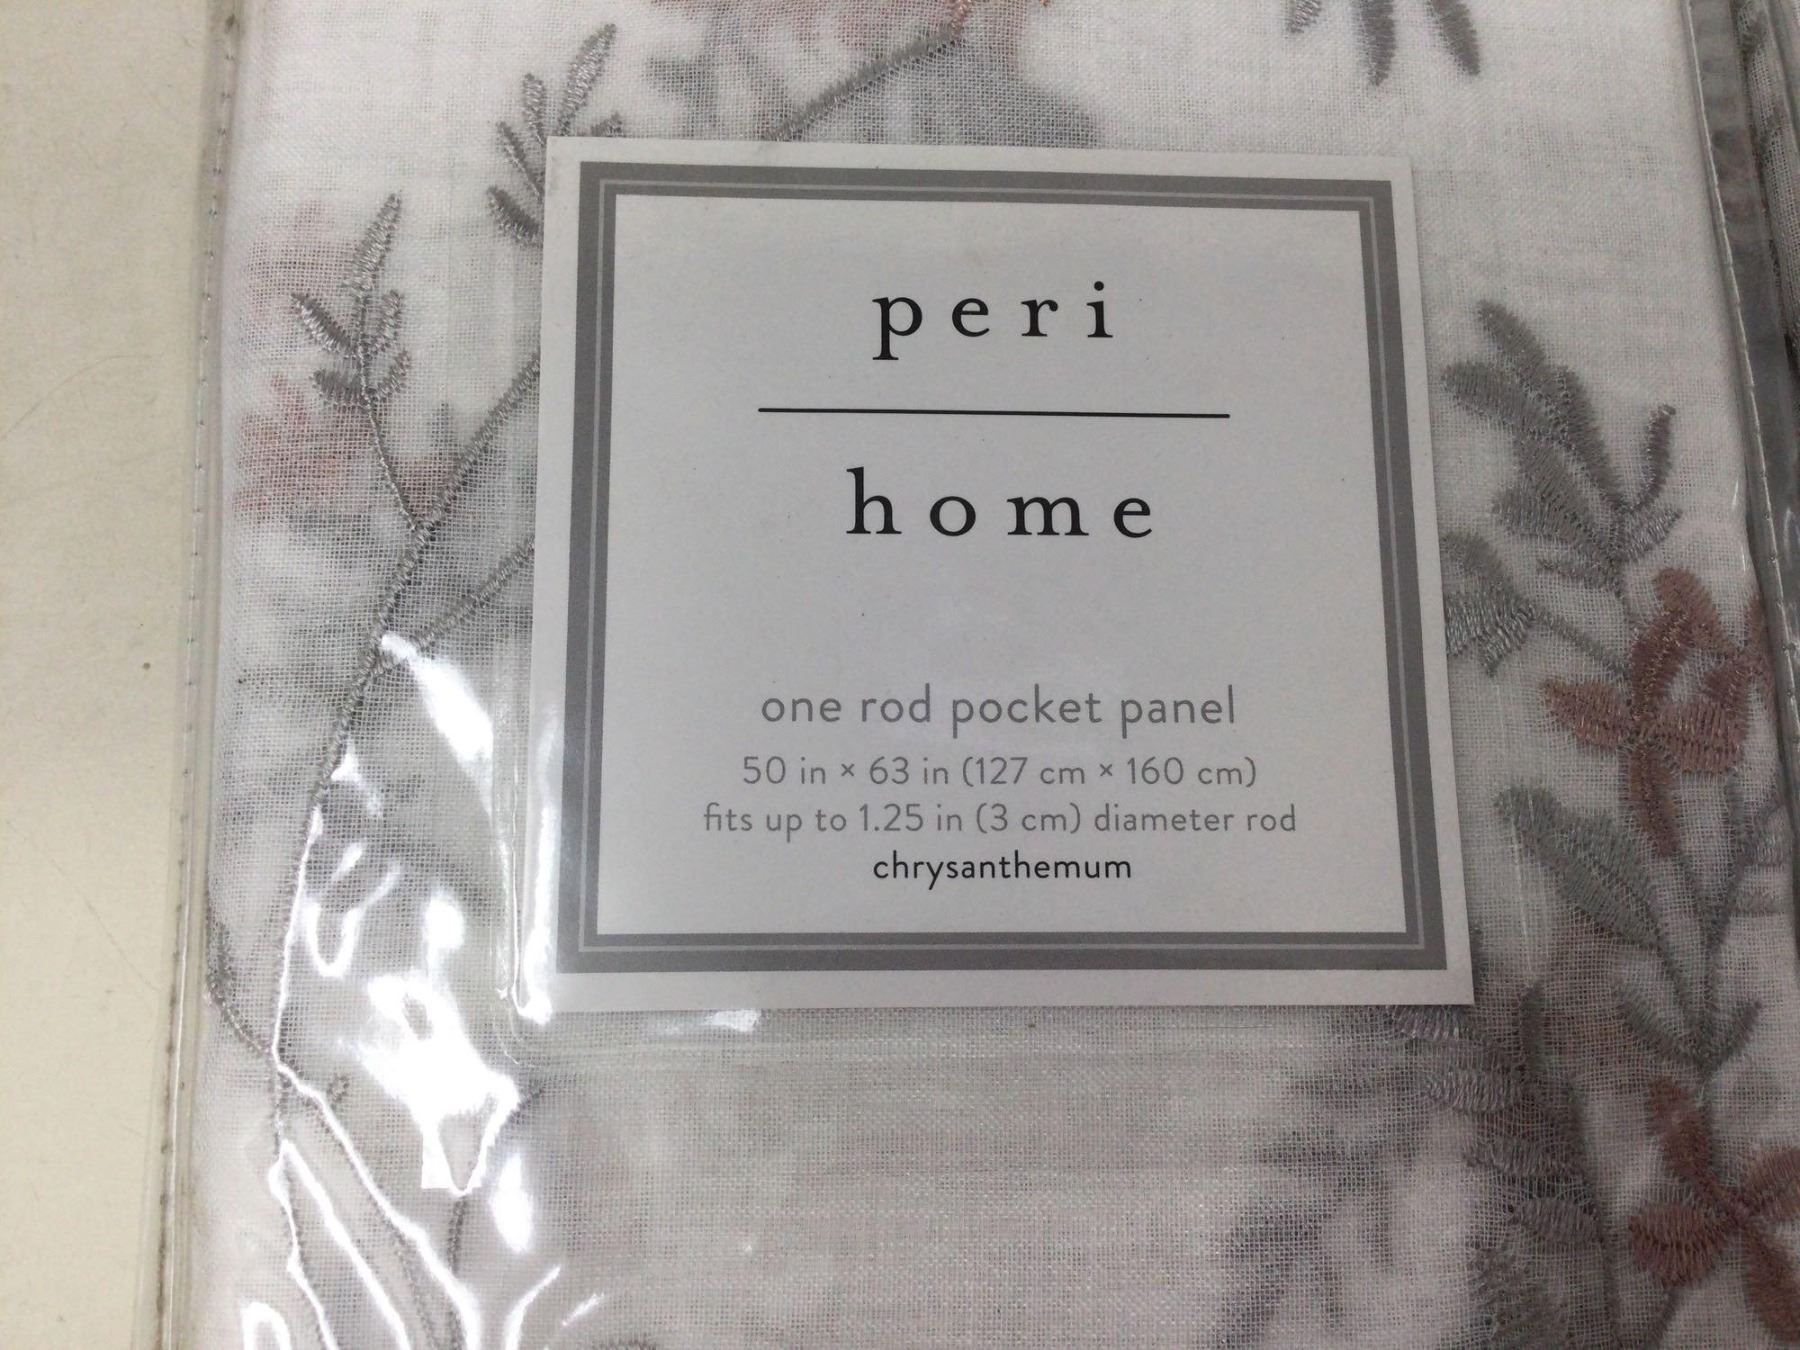 peri
home
one rod pocket panel
50 in × 63 in (127 cm × 160 cm)
fits up to 1.25 in (3 cm) diameter rod
chrysanthemum